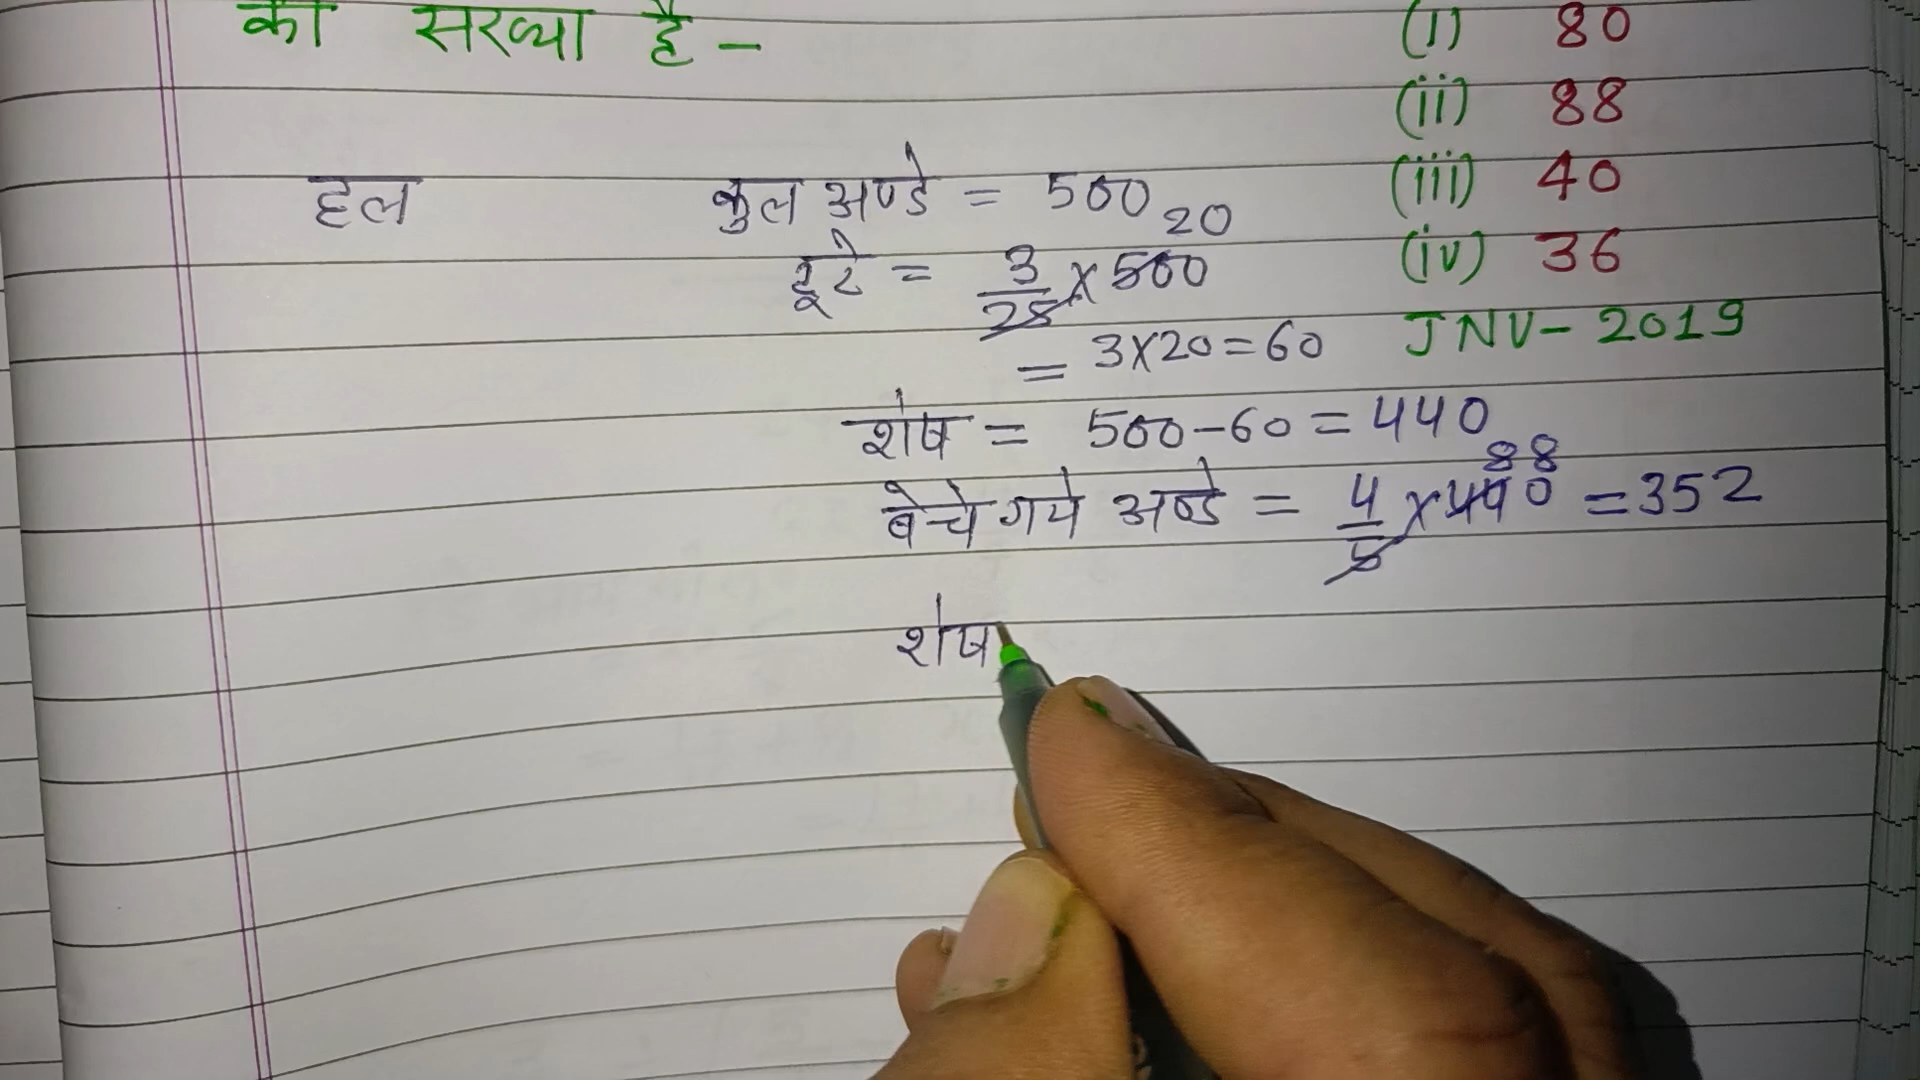 की संख्या है -
(i) 80
(ii) 88
(iii) 40
(iv) 36
JNV - 2019
हल कुल अण्डे = 500
20
टूटे = 3/25 × 500
= 3×20=60
शेष = 500-60=440
88
बेचे गये अण्डे = 4/5 × 440 = 352
शेष